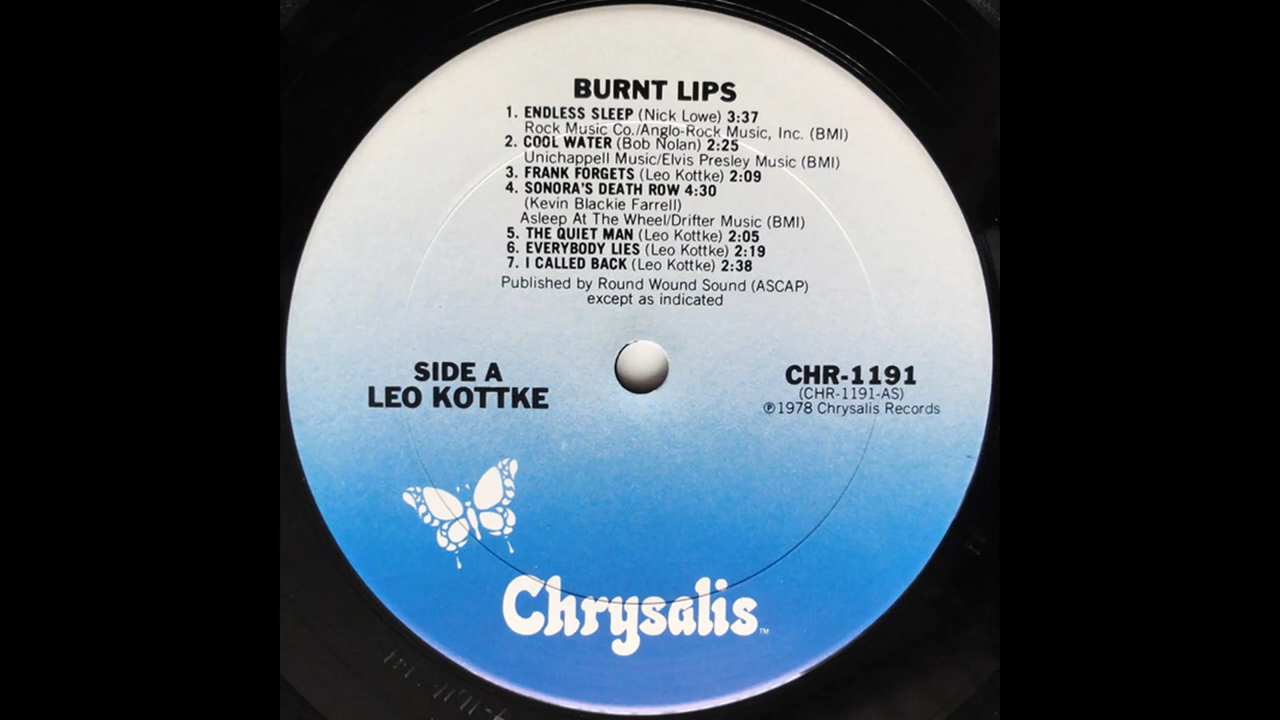 BURNT LIPS
1. ENDLESS SLEEP (Nick Lowe) 3:37
Rock Music Co./Anglo-Rock Music, Inc. (BMI)
2. COOL WATER (Bob Nolan) 2:25
Unichappell Music/Elvis Presley Music (BMI)
3. FRANK FORGETS (Leo Kottke) 2:09
4. SONORA'S DEATH ROW 4:30
(Kevin Blackie Farrell)
Asleep At The Wheel/Drifter Music (BMI)
5. THE QUIET MAN (Leo Kottke) 2:05
6. EVERYBODY LIES (Leo Kottke) 2:19
7. I CALLED BACK (Leo Kottke) 2:38
Published by Round Wound Sound (ASCAP)
except as indicated
SIDE A
LEO KOTTKE
CHR-1191
(CHR-1191-AS)
℗1978 Chrysalis Records
Chrysalis™